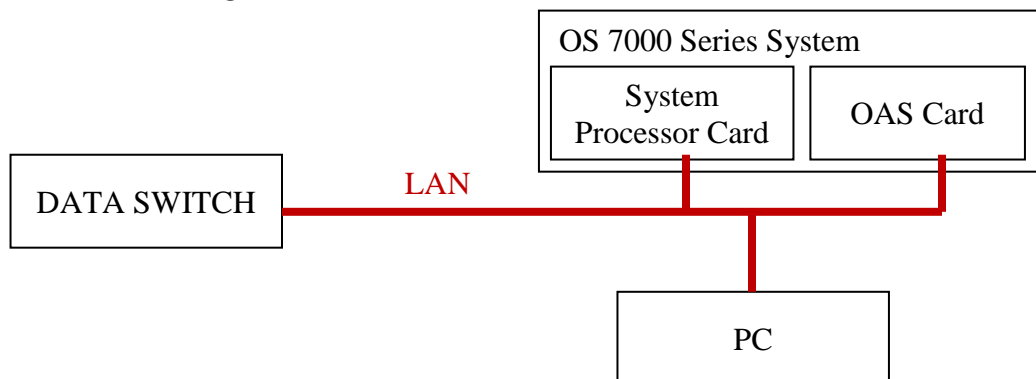 OS 7000 Series System
System
Processor Card
OAS Card
LAN
DATA SWITCH
PC